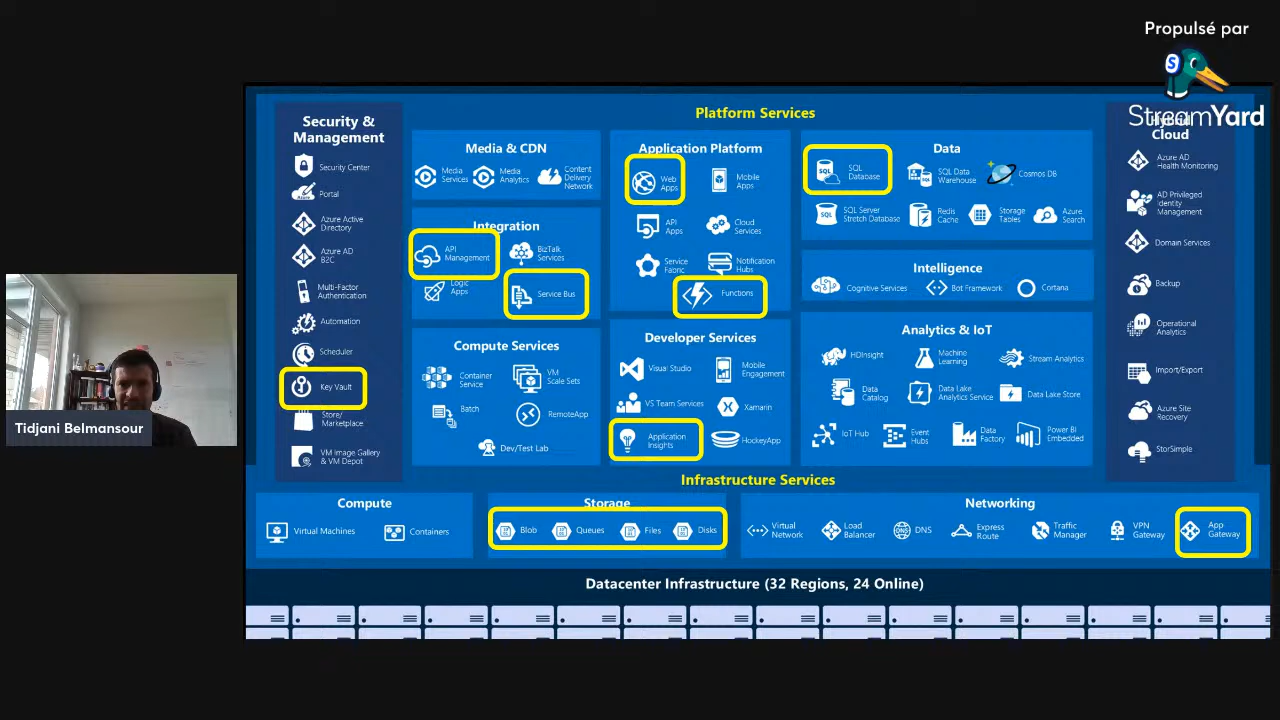 Propulsé par
StreamYard
Tidjani Belmansour
Platform Services
Security &
Management
Security Center
Portal
Azure Active
Directory
Azure AD
B2C
Multi-Factor
Authentication
Automation
Scheduler
Key Vault
Store/
Marketplace
VM Image Gallery
& VM Depot
Media & CDN
Media
Services
Media
Analytics
Content
Delivery
Network
Integration
API
Management
BizTalk
Services
Logic
Apps
Service Bus
Compute Services
Container
Service
VM
Scale Sets
Batch
RemoteApp
Dev/Test Lab
Application Platform
Web
Apps
Mobile
Apps
API
Apps
Cloud
Services
Service
Fabric
Notification
Hubs
Functions
Developer Services
Visual Studio
Mobile
Engagement
VS Team Services
Xamarin
Application
Insights
HockeyApp
Data
SQL
Database
SQL Data
Warehouse
Cosmos DB
SQL Server
Stretch Database
Redis
Cache
Storage
Tables
Azure
Search
Intelligence
Cognitive Services
Bot Framework
Cortana
Analytics & IoT
HDInsight
Machine
Learning
Stream Analytics
Data
Catalog
Data Lake
Analytics Service
Data Lake Store
IoT Hub
Event
Hubs
Data
Factory
Power BI
Embedded
Cloud
Azure AD
Health Monitoring
AD Privileged
Identity
Management
Domain Services
Backup
Operational
Analytics
Import/Export
Azure Site
Recovery
StorSimple
Infrastructure Services
Compute
Virtual Machines
Containers
Storage
Blob
Queues
Files
Disks
Networking
Virtual
Network
Load
Balancer
DNS
Express
Route
Traffic
Manager
VPN
Gateway
App
Gateway
Datacenter Infrastructure (32 Regions, 24 Online)